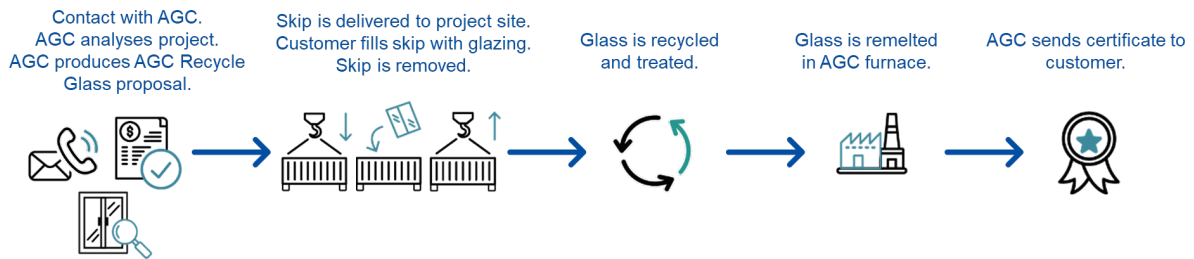 Contact with AGC.
AGC analyses project.
AGC produces AGC Recycle
Glass proposal.
Skip is delivered to project site.
Customer fills skip with glazing.
Skip is removed.
Glass is recycled
and treated.
Glass is remelted
in AGC furnace.
AGC sends certificate to
customer.
$